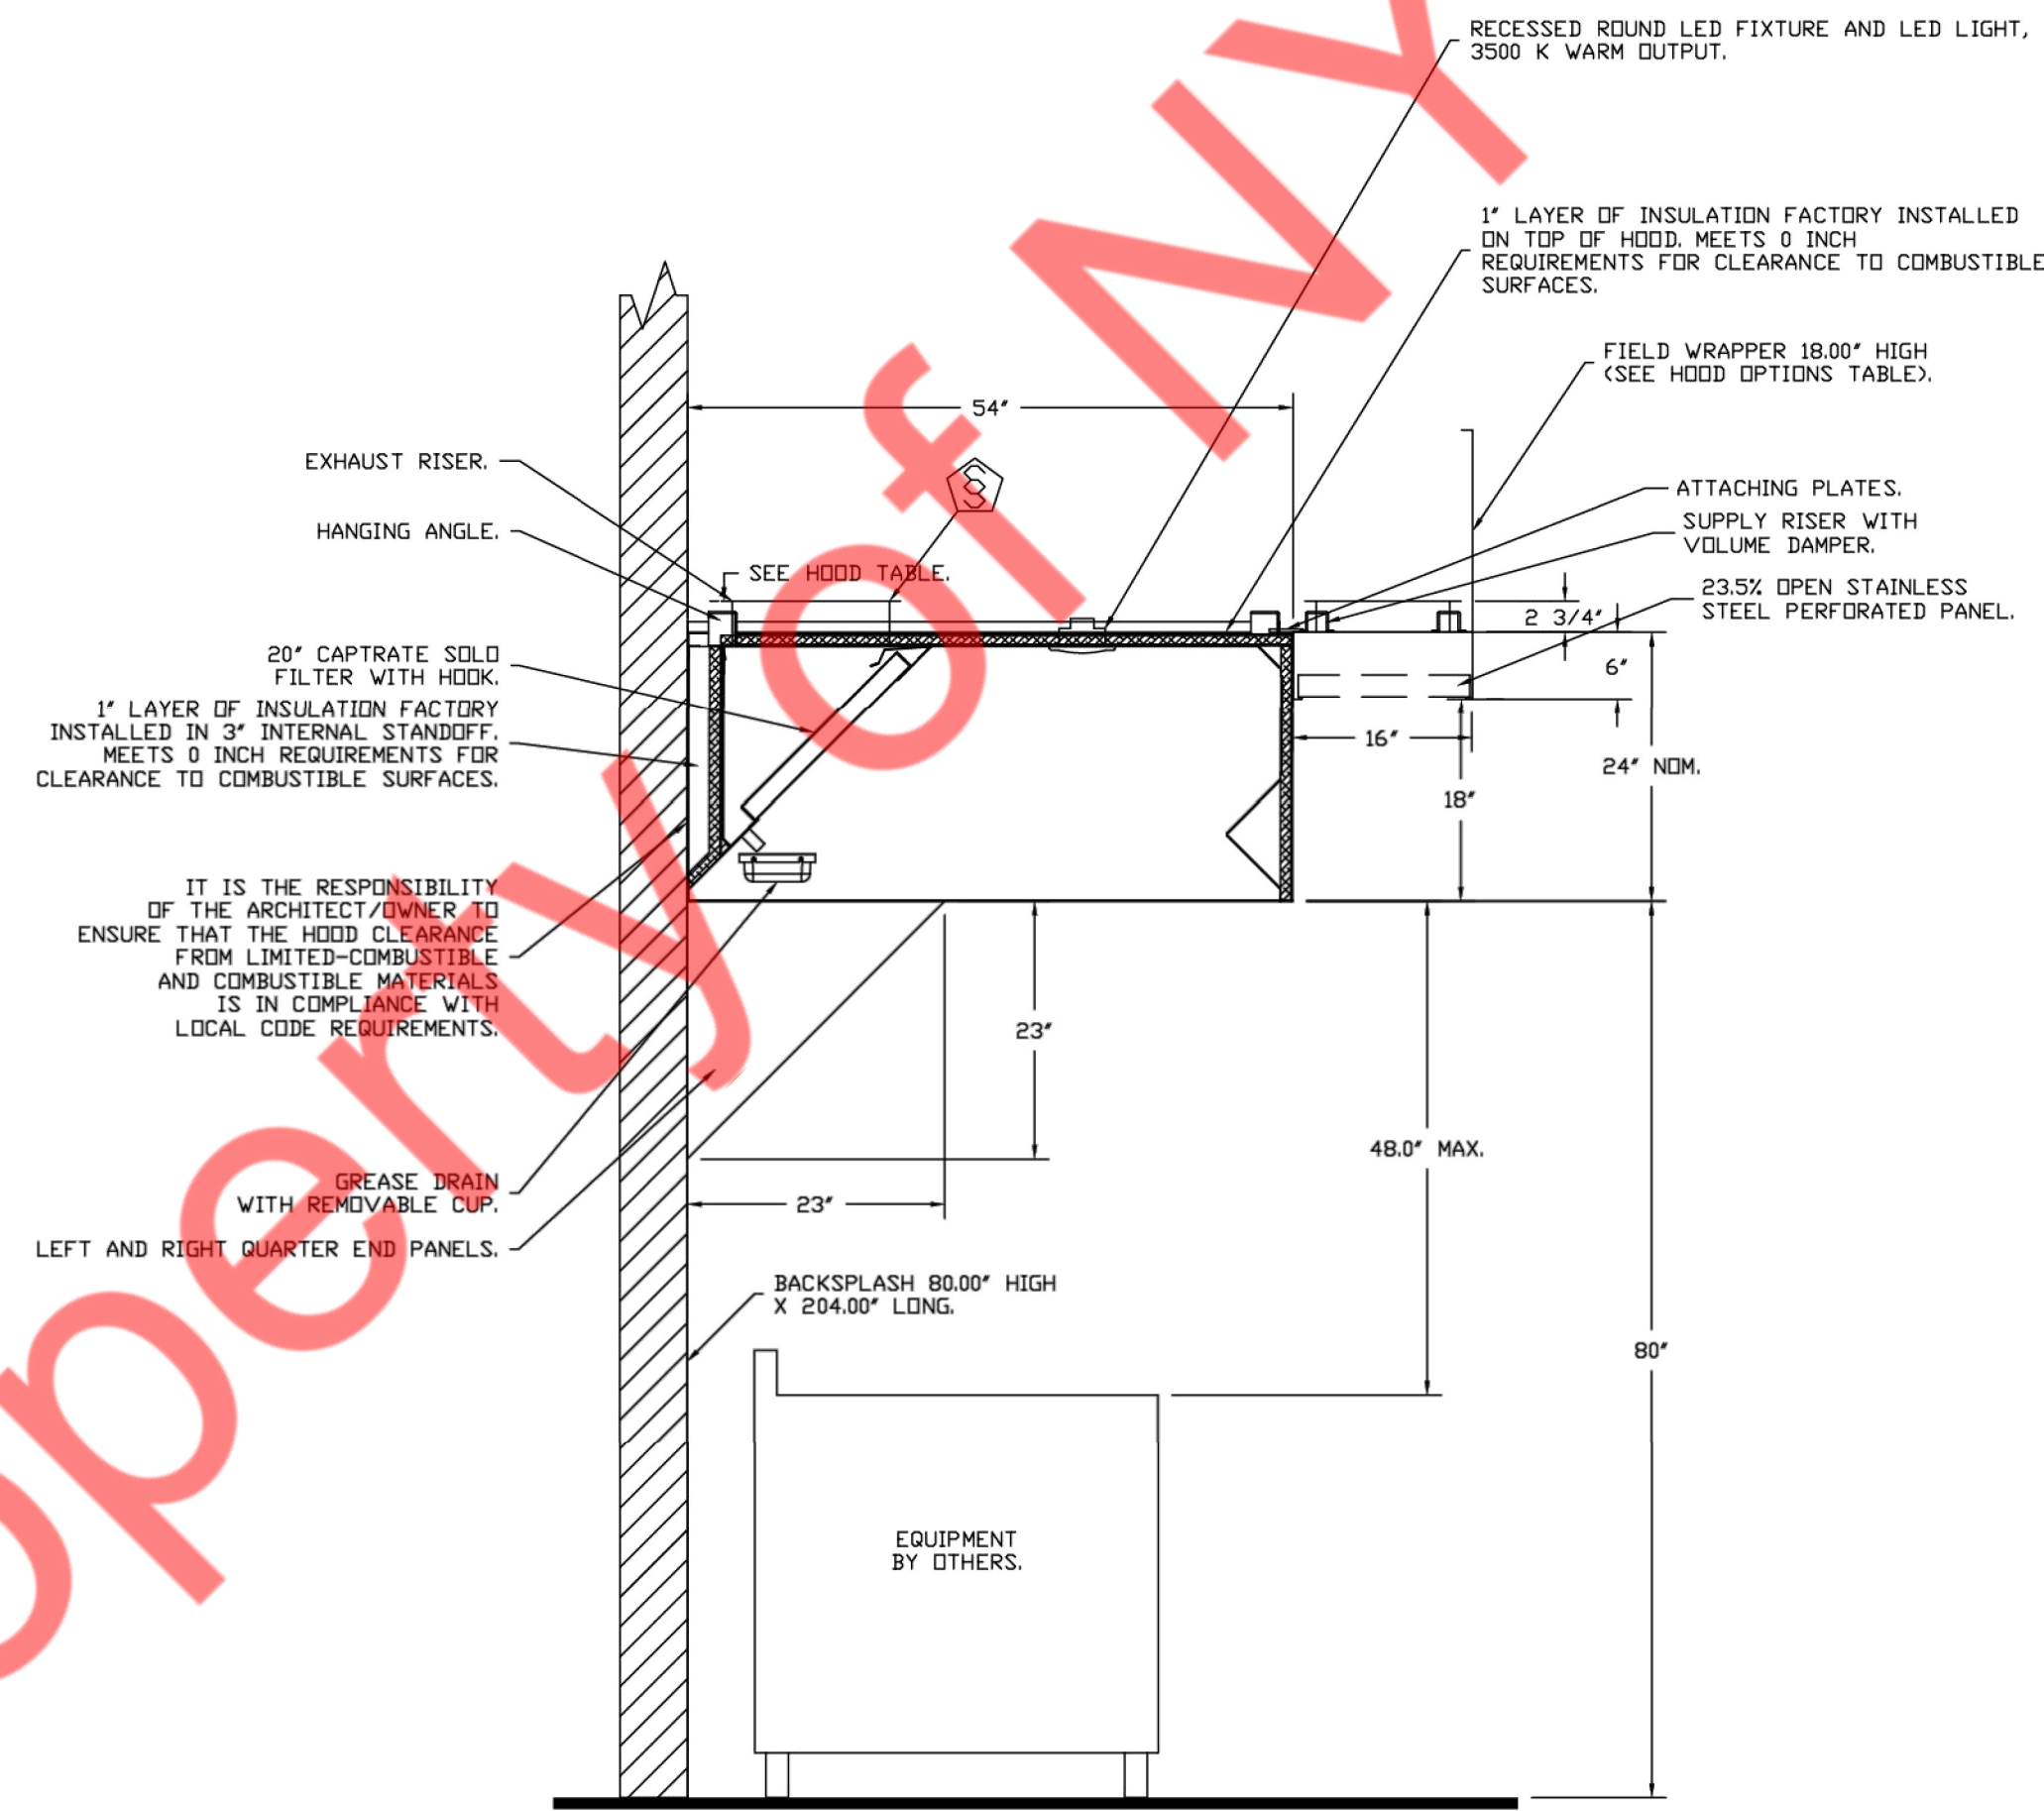 RECESSED ROUND LED FIXTURE AND LED LIGHT,
3500 K WARM OUTPUT.
1" LAYER OF INSULATION FACTORY INSTALLED
ON TOP OF HOOD. MEETS 0 INCH
REQUIREMENTS FOR CLEARANCE TO COMBUSTIBLE
SURFACES.
FIELD WRAPPER 18.00" HIGH
(SEE HOOD OPTIONS TABLE).
54"
EXHAUST RISER.
HANGING ANGLE.
SEE HOOD TABLE.
ATTACHING PLATES.
SUPPLY RISER WITH
VOLUME DAMPER.
23.5% OPEN STAINLESS
STEEL PERFORATED PANEL.
2 3/4"
6"
16"
24" NOM.
18"
20" CAPTRATE SOLO
FILTER WITH HOOK.
1" LAYER OF INSULATION FACTORY
INSTALLED IN 3" INTERNAL STANDOFF.
MEETS 0 INCH REQUIREMENTS FOR
CLEARANCE TO COMBUSTIBLE SURFACES.
IT IS THE RESPONSIBILITY
OF THE ARCHITECT/OWNER TO
ENSURE THAT THE HOOD CLEARANCE
FROM LIMITED-COMBUSTIBLE
AND COMBUSTIBLE MATERIALS
IS IN COMPLIANCE WITH
LOCAL CODE REQUIREMENTS.
23"
48.0" MAX.
GREASE DRAIN
WITH REMOVABLE CUP.
23"
LEFT AND RIGHT QUARTER END PANELS.
BACKSPLASH 80.00" HIGH
X 204.00" LONG.
80"
EQUIPMENT
BY OTHERS.
operty of NY